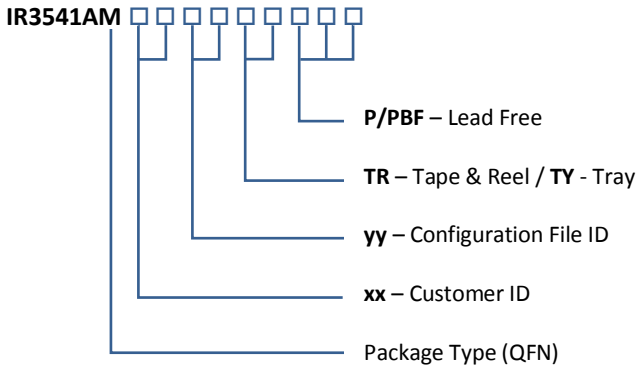 IR3541AM
P/PBF – Lead Free
TR – Tape & Reel / TY - Tray
yy – Configuration File ID
xx – Customer ID
Package Type (QFN)